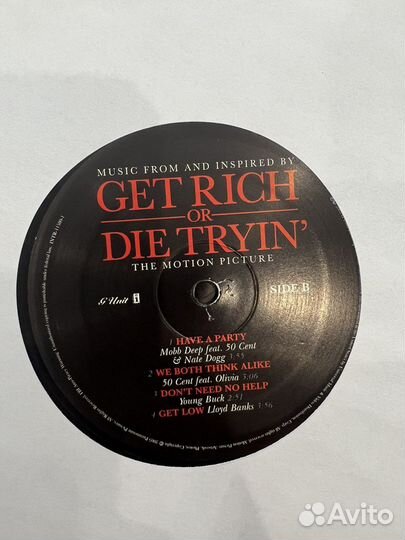 MUSIC FROM AND INSPIRED BY
GET RICH
OR
DIE TRYIN'
THE MOTION PICTURE
G Unit i
SIDE B
1 HAVE A PARTY
Mobb Deep feat. 50 Cent
& Nate Dogg 3:55
2 WE BOTH THINK ALIKE
50 Cent feat. Olivia 3:06
3 DON'T NEED NO HELP
Young Buck 2:51
4 GET LOW Lloyd Banks 3:56
Avito